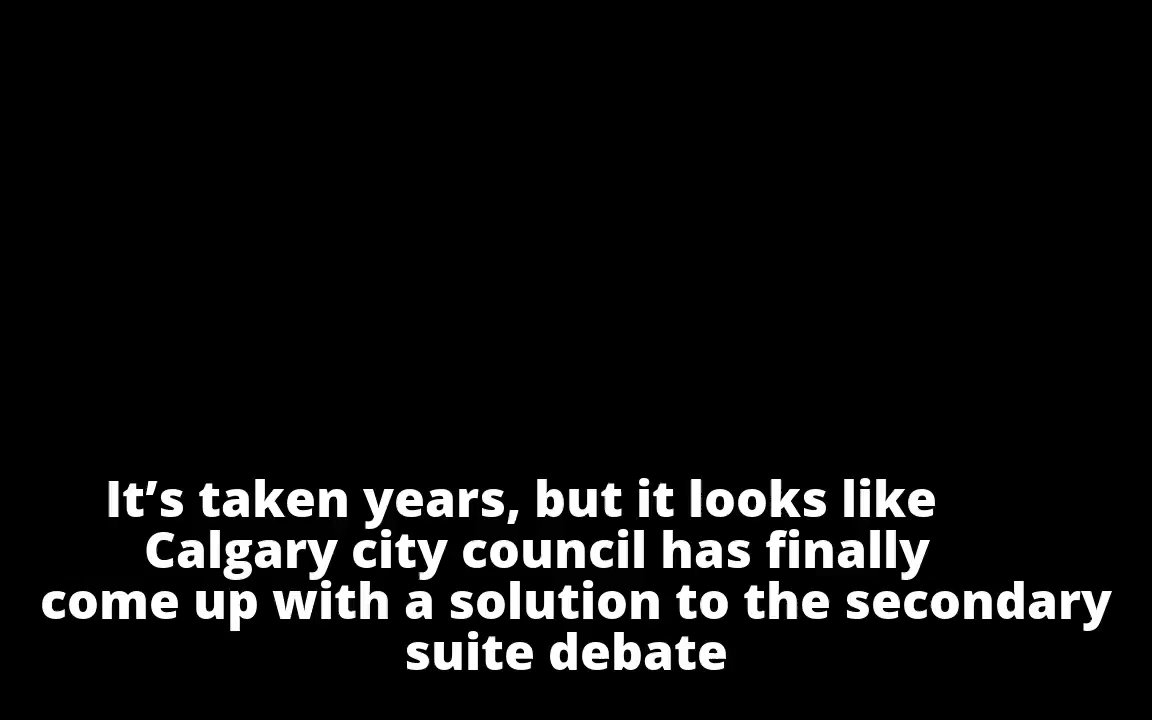 It’s taken years, but it looks like
Calgary city council has finally
come up with a solution to the secondary
suite debate